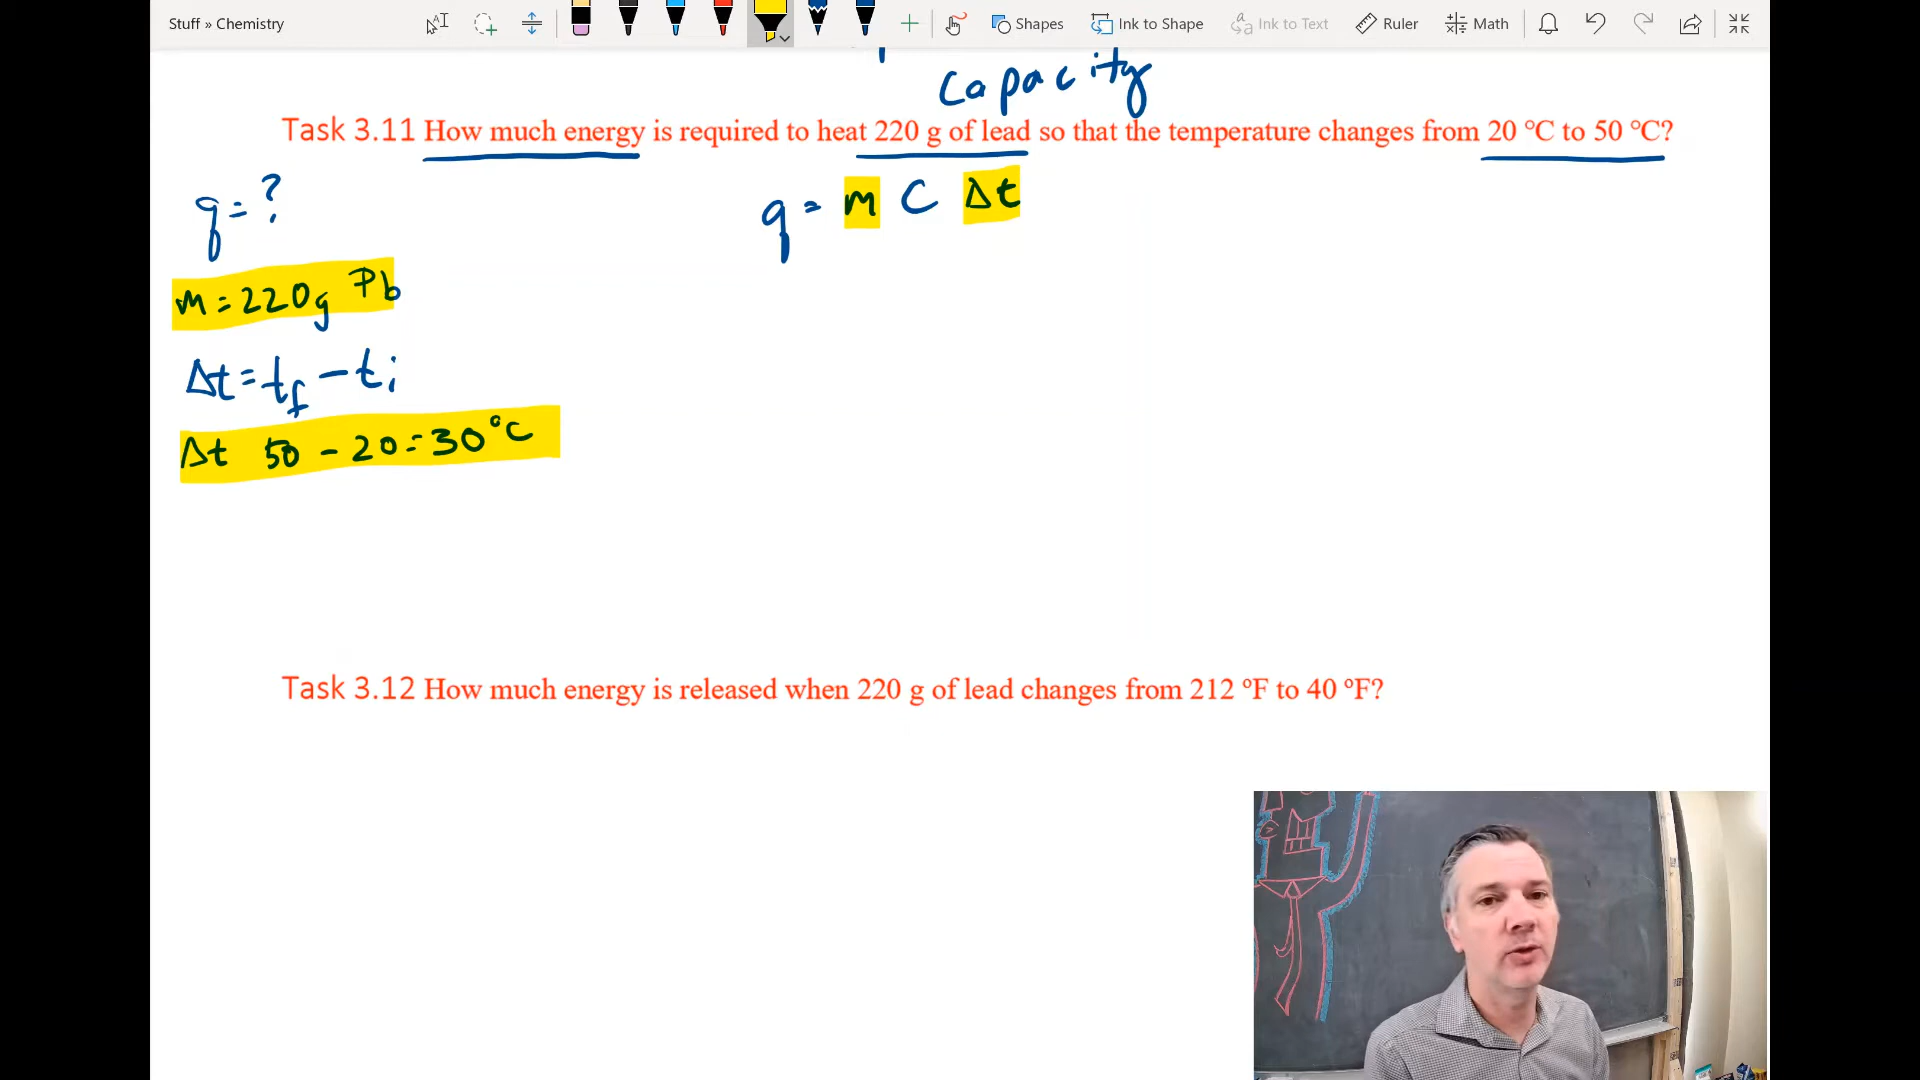 Stuff » Chemistry
Shapes
Ink to Shape
Ink to Text
Ruler
Math
capacity
Task 3.11 How much energy is required to heat 220 g of lead so that the temperature changes from 20 °C to 50 °C?
q = ?
q = m C Δt
m = 220g Pb
Δt = tf - ti
Δt 50 - 20 = 30°C
Task 3.12 How much energy is released when 220 g of lead changes from 212 °F to 40 °F?